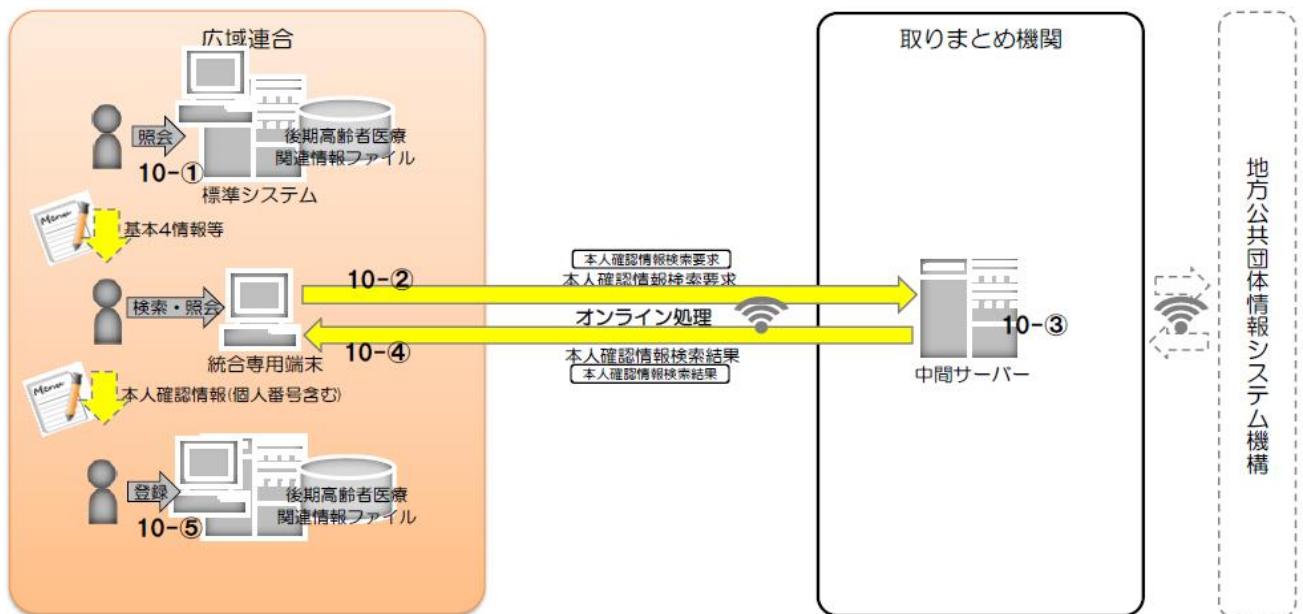 広域連合
照会
10-①
後期高齢者医療
関連情報ファイル
標準システム
Menu
基本4情報等
検索・照会
統合専用端末
10-②
本人確認情報検索要求
本人確認情報検索要求
オンライン処理
10-④
本人確認情報検索結果
本人確認情報検索結果
Menu
本人確認情報(個人番号含む)
登録
10-⑤
後期高齢者医療
関連情報ファイル
取りまとめ機関
10-③
中間サーバー
地方公共団体情報システム機構